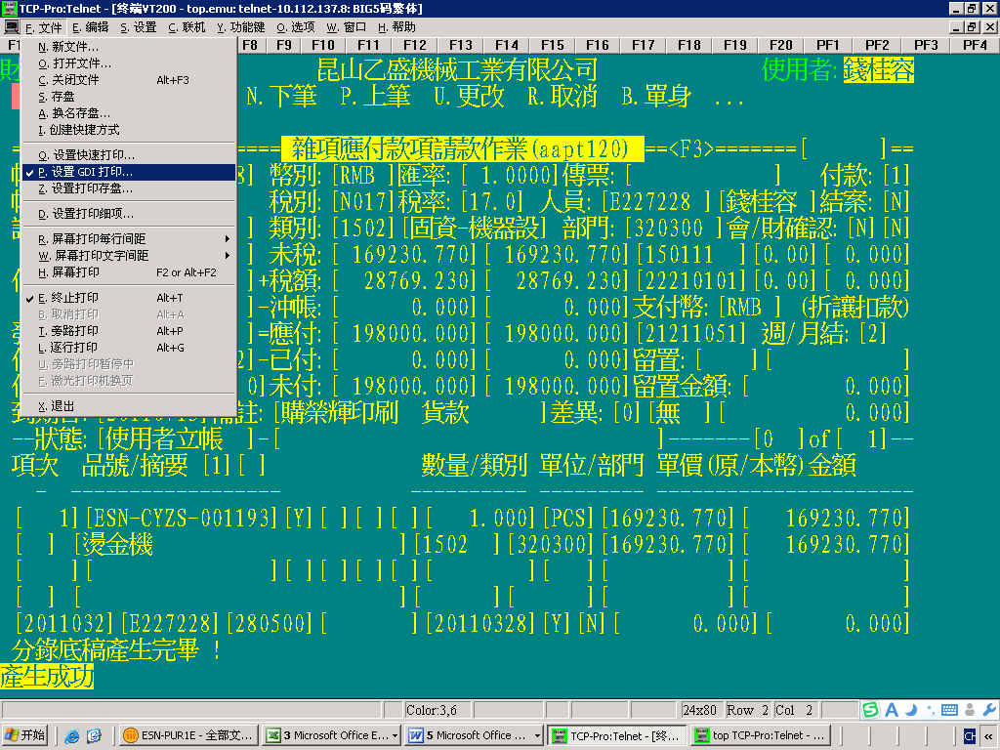 TCP-Pro:Telnet - [终端VT200 - top.emu: telnet-10.112.137.8: BIG5码繁体]
F. 文件 E. 编辑 S. 设置 C. 联机 Y. 功能键 O. 选项 W. 窗口 H. 帮助
F8 F9 F10 F11 F12 F13 F14 F15 F16 F17 F18 F19 F20 PF1 PF2 PF3 PF4
N. 新文件...
O. 打开文件...
C. 关闭文件 Alt+F3
S. 存盘
A. 换名存盘...
I. 创建快捷方式
Q. 设置快速打印...
P. 设置 GDI 打印...
Z. 设置打印存盘...
D. 设置打印细项...
R. 屏幕打印每行间距
W. 屏幕打印文字间距
H. 屏幕打印 F2 or Alt+F2
E. 终止打印 Alt+T
B. 取消打印 Alt+A
T. 旁路打印 Alt+P
L. 逐行打印 Alt+G
U. 旁路打印暂停中
F. 激光打印机换页
X. 退出
昆山乙盛機械工業有限公司 使用者:錢桂容
N.下筆 P.上筆 U.更改 R.取消 B.單身 ...
==== 雜項應付款項請款作業(aapt120) ==<F3>=======[ ]==
8] 幣別:[RMB ]匯率:[ 1.0000]傳票:[ ] 付款:[1]
稅別:[N017]稅率:[17.0] 人員:[E227228 ][錢桂容 ]結案:[N]
] 類別:[1502][固資-機器設] 部門:[320300 ]會/財確認:[N][N]
] 未稅:[ 169230.770][ 169230.770][150111 ][0.00][ 0.000]
]+稅額:[ 28769.230][ 28769.230][22210101][0.00][ 0.000]
]-沖帳:[ 0.000][ 0.000]支付幣:[RMB ] (折讓扣款)
]=應付:[ 198000.000][ 198000.000][21211051] 週/月結:[2]
2]-已付:[ 0.000][ 0.000]留置:[ ][ ]
0]未付:[ 198000.000][ 198000.000]留置金額:[ 0.000]
[購榮輝印刷 貨款 ]差異:[0][無 ][ 0.000]
--狀態:[使用者立帳 ]-[ ]-------[0 ]of[ 1]--
項次 品號/摘要 [1][ ] 數量/類別 單位/部門 單價(原/本幣)金額
[ 1][ESN-CYZS-001193][Y][ ][ ][ ][ 1.000][PCS][169230.770][ 169230.770]
[ ] [燙金機 ][1502 ][320300][169230.770][ 169230.770]
[ ][ ][ ][ ][ ][ ][ ][ ][ ][ ]
[ ] [ ][ ][ ][ ][ ]
[2011032][E227228][280500][ ][20110328][Y][N][ 0.000][ 0.000]
分錄底稿產生完畢 !
產生成功
Color:3,6 24x80 Row 2 Col 2
开始 ESN-PUR1E - 全部文... 3 Microsoft Office E... 5 Microsoft Office ... TCP-Pro:Telnet - [终... top TCP-Pro:Telnet - ... CH «